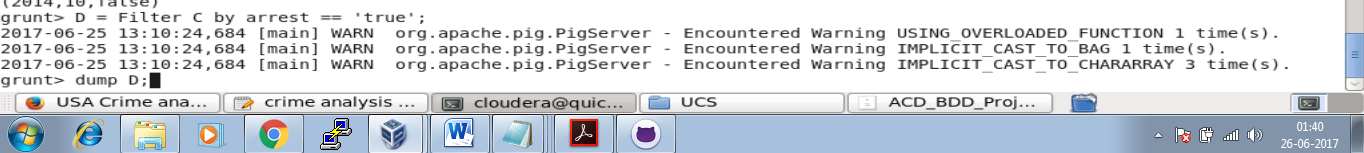 (2014,10,false)
grunt> D = Filter C by arrest == 'true';
2017-06-25 13:10:24,684 [main] WARN  org.apache.pig.PigServer - Encountered Warning USING_OVERLOADED_FUNCTION 1 time(s).
2017-06-25 13:10:24,684 [main] WARN  org.apache.pig.PigServer - Encountered Warning IMPLICIT_CAST_TO_BAG 1 time(s).
2017-06-25 13:10:24,684 [main] WARN  org.apache.pig.PigServer - Encountered Warning IMPLICIT_CAST_TO_CHARARRAY 3 time(s).
grunt> dump D;
USA Crime ana... crime analysis ... cloudera@quic... UCS ACD_BDD_Proj...
01:40
26-06-2017